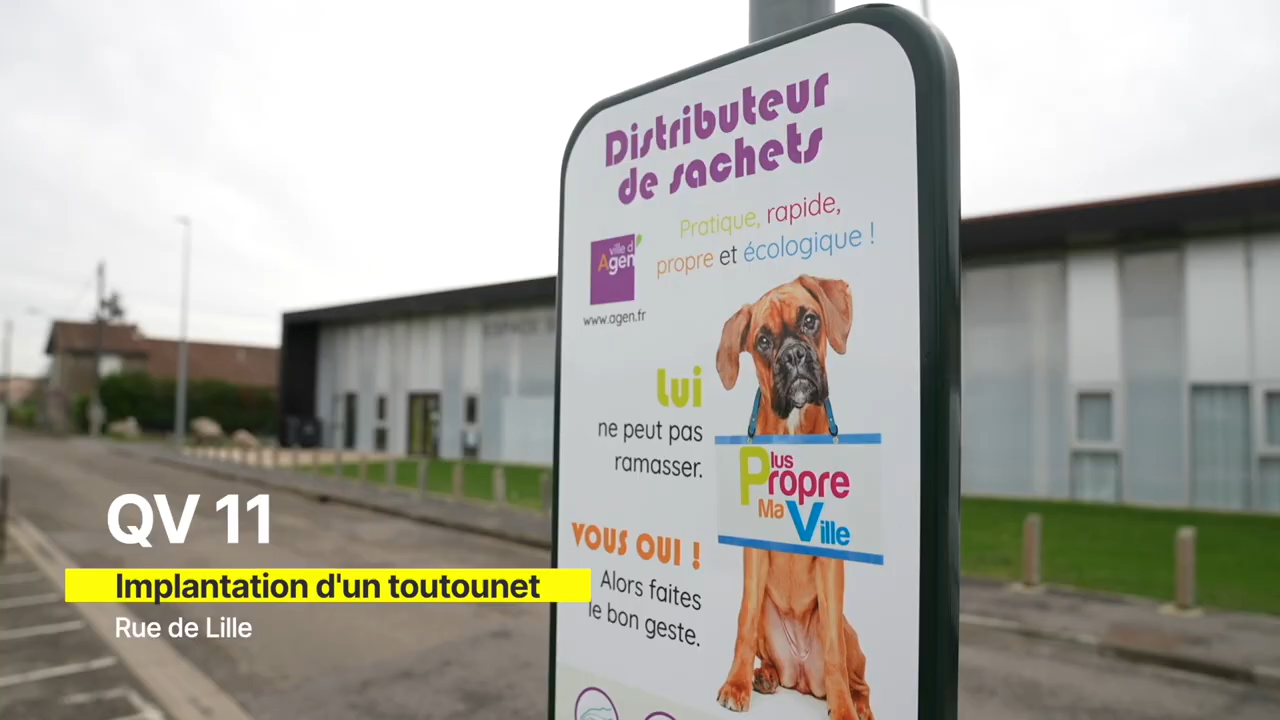 Distributeur
de sachets
Pratique, rapide,
propre et écologique !
ville d'
Agen
www.agen.fr
Lui
ne peut pas
ramasser.
Plus
Propre
Ma Ville
VOUS OUI !
Alors faites
le bon geste.
QV 11
Implantation d'un toutounet
Rue de Lille